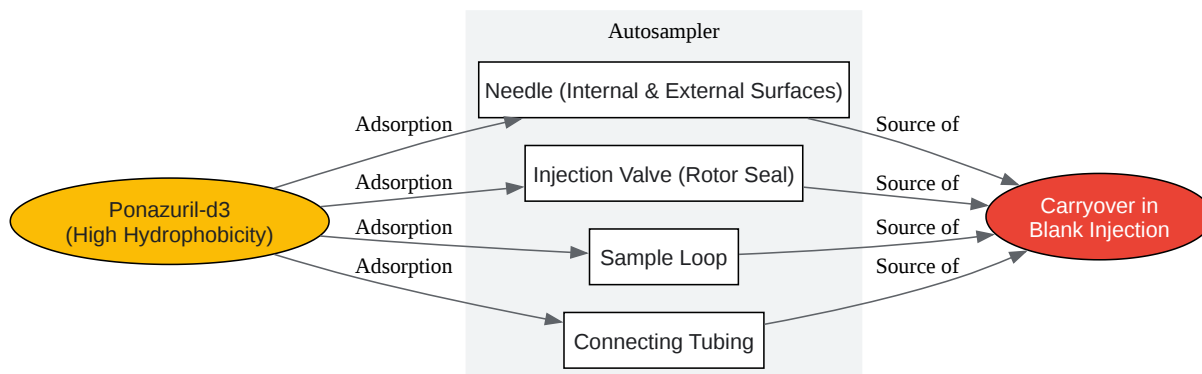 Autosampler
Needle (Internal & External Surfaces)
Adsorption
Source of
Injection Valve (Rotor Seal)
Adsorption
Source of
Ponazuril-d3
(High Hydrophobicity)
Carryover in
Blank Injection
Adsorption
Source of
Sample Loop
Adsorption
Source of
Connecting Tubing